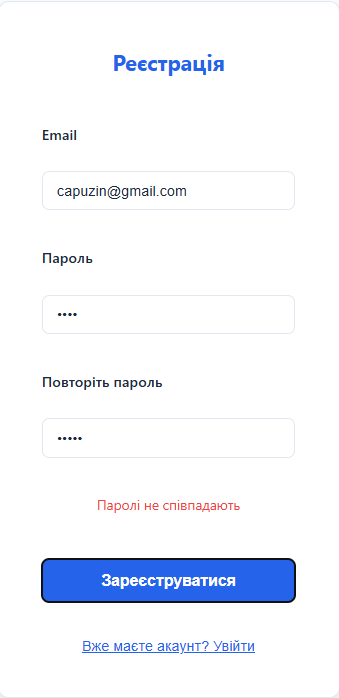 Реєстрація
Email
capuzin@gmail.com
Пароль
••••
Повторіть пароль
•••••
Паролі не співпадають
Зареєструватися
Вже маєте акаунт? Увійти